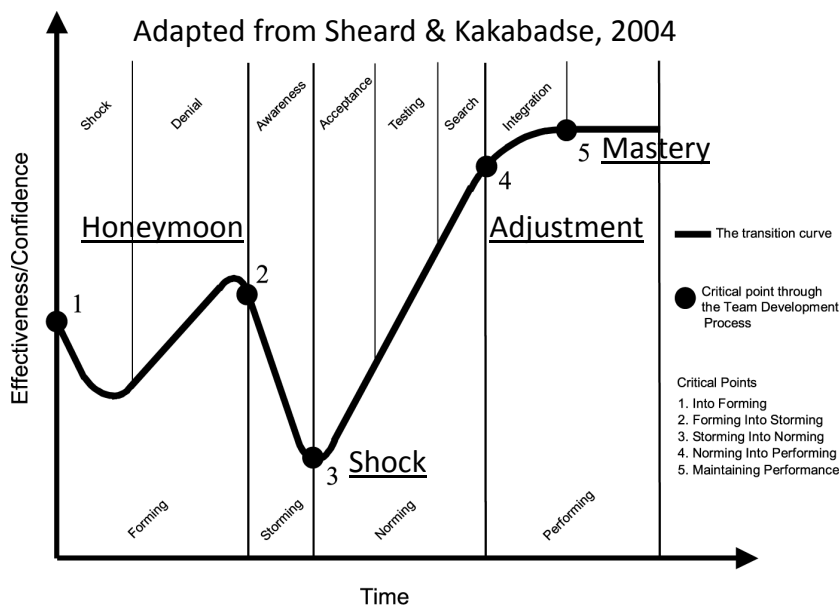 Adapted from Sheard & Kakabadse, 2004
Shock
Denial
Awareness
Acceptance
Testing
Search
Integration
5 Mastery
4
Honeymoon
Adjustment
The transition curve
2
1
Critical point through
the Team Development
Process
Effectiveness/Confidence
Critical Points
1. Into Forming
2. Forming Into Storming
3. Storming Into Norming
4. Norming Into Performing
5. Maintaining Performance
3 Shock
Forming
Storming
Norming
Performing
Time